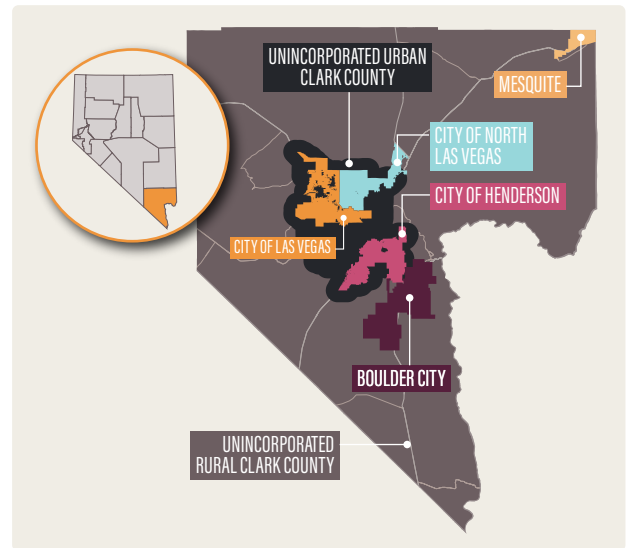 UNINCORPORATED URBAN
CLARK COUNTY
MESQUITE
CITY OF NORTH
LAS VEGAS
CITY OF HENDERSON
CITY OF LAS VEGAS
BOULDER CITY
UNINCORPORATED
RURAL CLARK COUNTY